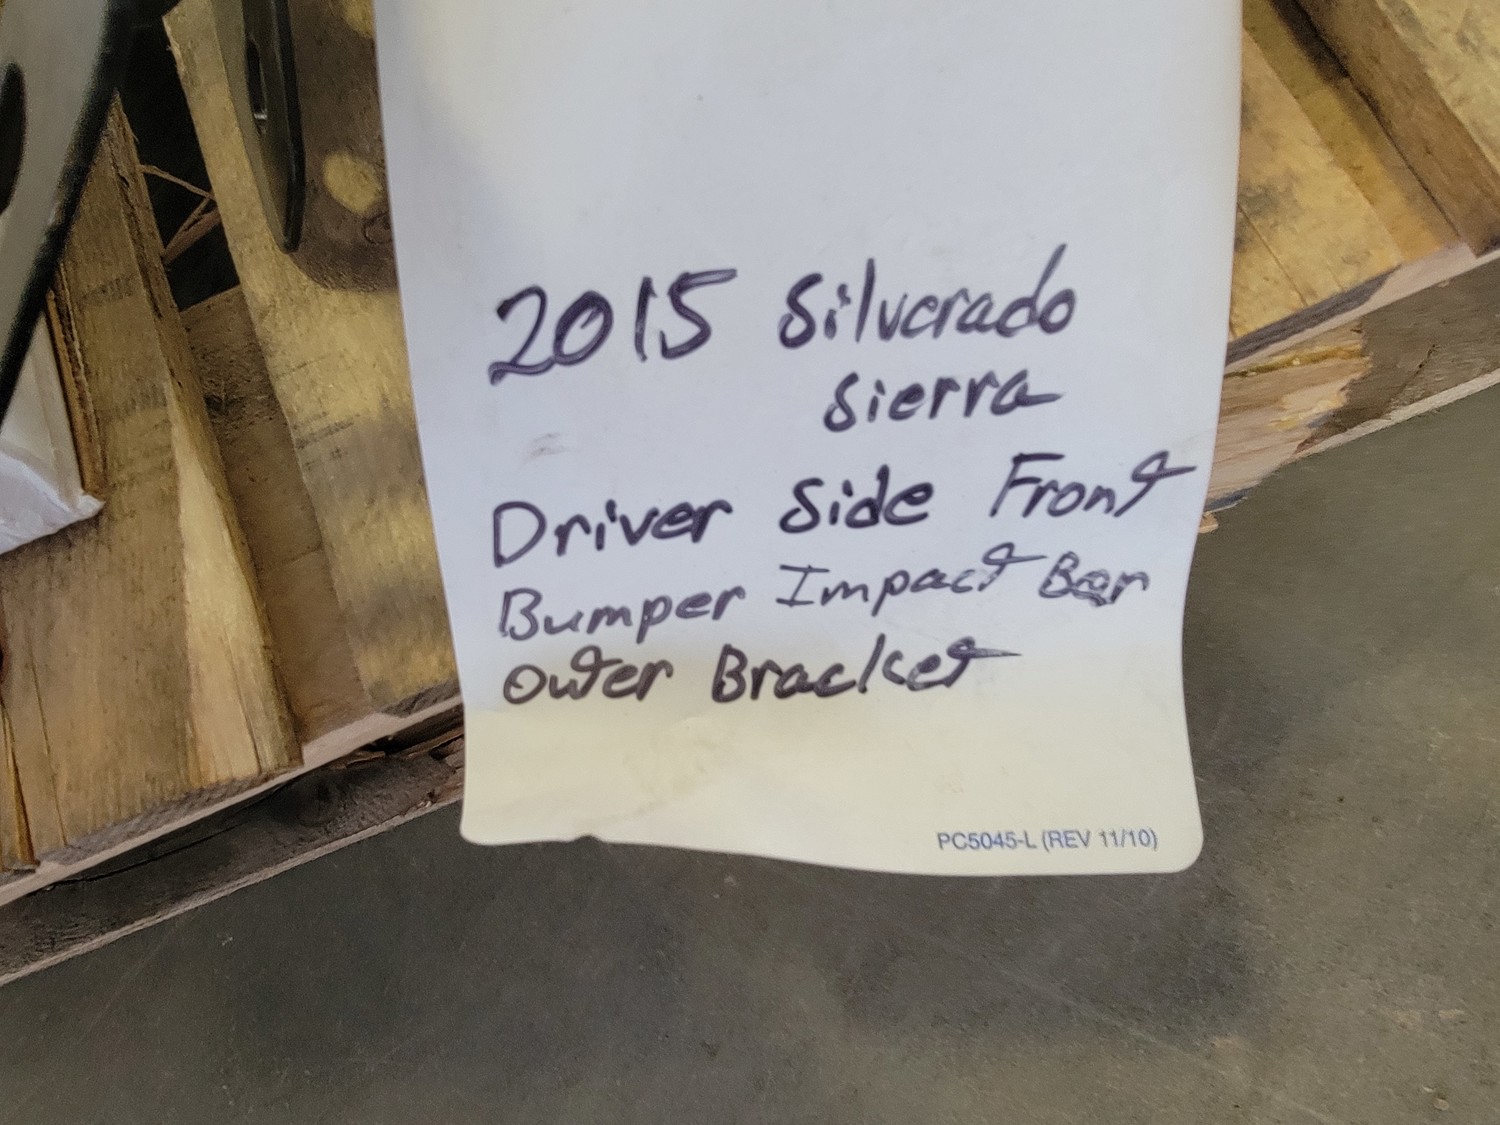 2015 Silverado
Sierra
Driver Side Front
Bumper Impact Bar
Outer Bracket
PC5045-L (REV 11/10)